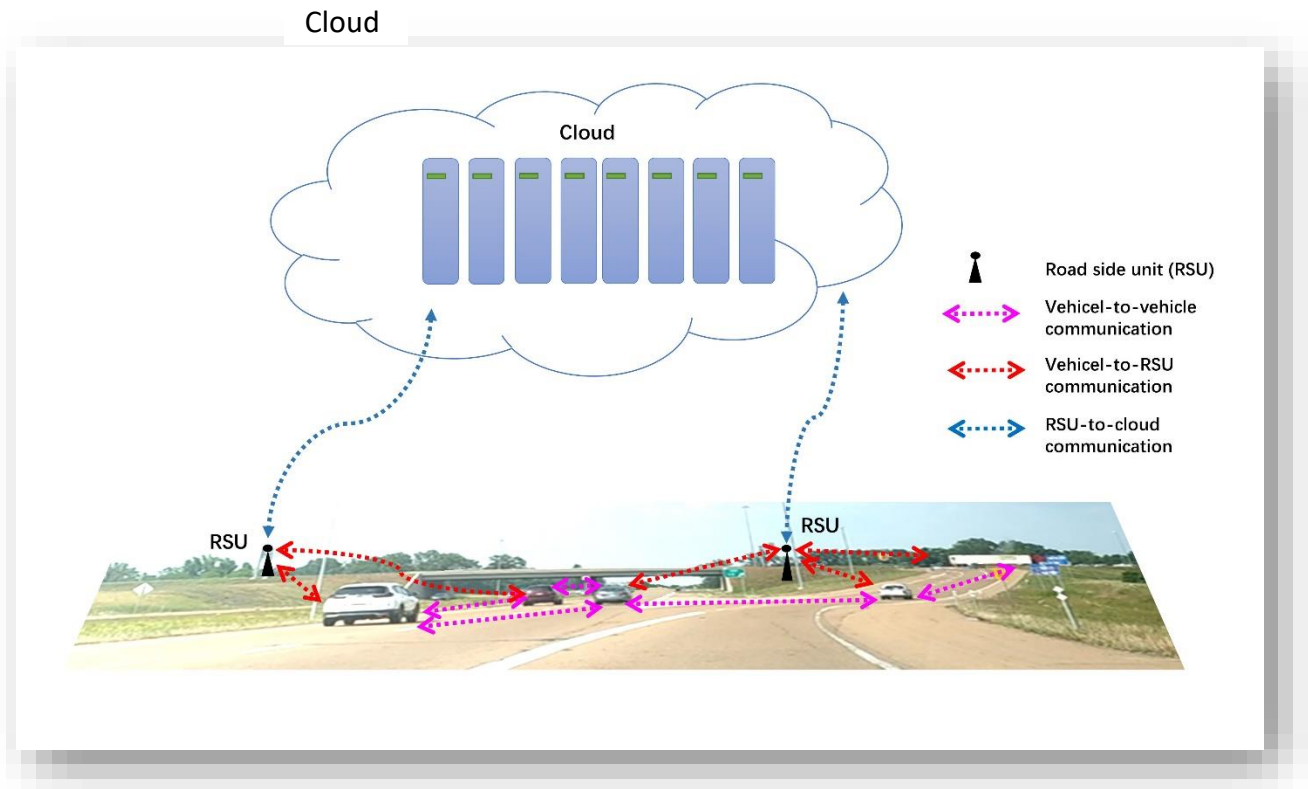 Cloud
Cloud
Road side unit (RSU)
Vehicel-to-vehicle
communication
Vehicel-to-RSU
communication
RSU-to-cloud
communication
RSU
RSU